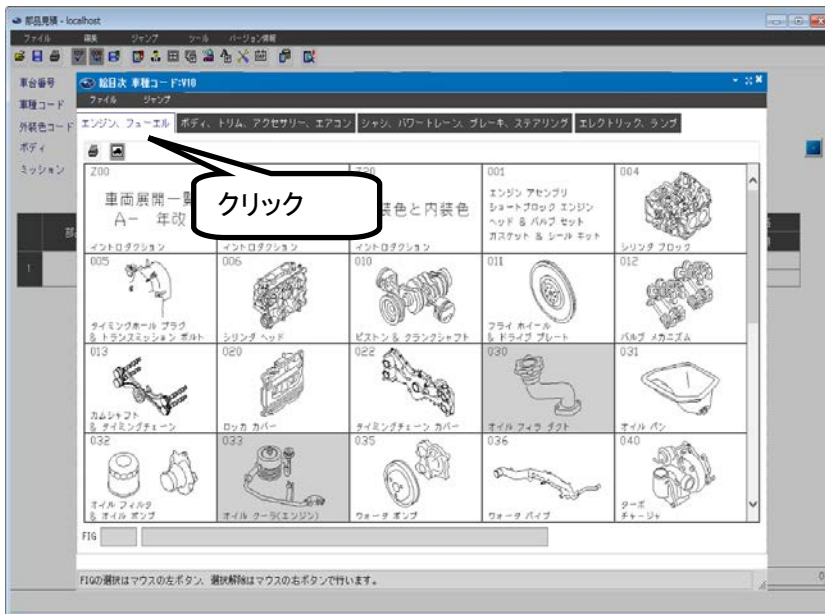 部品見積 - localhost
ファイル 編集 ジャンプ ツール バージョン情報
車台番号
車種コード
外装色コード
ボディ
ミッション
絵目次 車種コード:V10
ファイル ジャンプ
エンジン、フューエル ボディ、トリム、アクセサリー、エアコン シャシ、パワートレーン、ブレーキ、ステアリング エレクトリック、ランプ
クリック
Z00
車両展開一
A- 年改
イントロダクション
イントロダクション
装色と内装色
イントロダクション
001
エンジン アセンブリ
ショートブロック エンジン
ヘッド & バルブ セット
ガスケット & シール キット
004
シリンダ ブロック
005
タイミングホール プラグ
& トランスミッション ボルト
006
シリンダ ヘッド
010
ピストン & クランクシャフト
011
フライ ホイール
& ドライブ プレート
012
バルブ メカニズム
013
カムシャフト
& タイミングチェーン
020
ロッカ カバー
022
タイミングチェーン カバー
030
オイル フィラ ダクト
031
オイル パン
032
オイル フィルタ
& オイル ポンプ
033
オイル クーラ(エンジン)
035
ウォータ ポンプ
036
ウォータ パイプ
040
ターボ
チャージャ
FIG
FIGの選択はマウスの左ボタン、選択解除はマウスの右ボタンで行います。
1
0